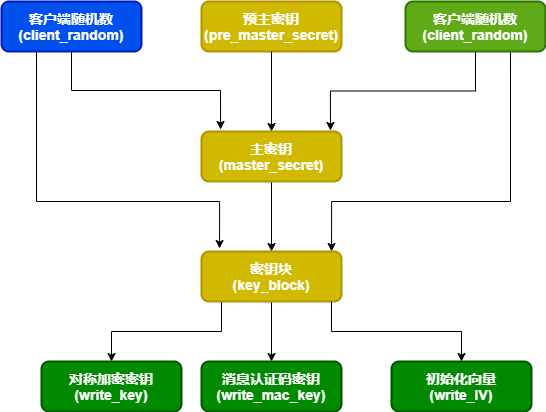 客户端随机数
(client_random)
预主密钥
(pre_master_secret)
客户端随机数
(client_random)
主密钥
(master_secret)
密钥块
(key_block)
对称加密密钥
(write_key)
消息认证码密钥
(write_mac_key)
初始化向量
(write_IV)